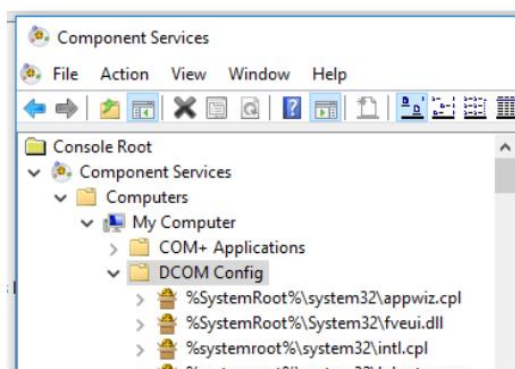 Component Services
File Action View Window Help
Console Root
Component Services
Computers
My Computer
COM+ Applications
DCOM Config
%SystemRoot%\system32\appwiz.cpl
%SystemRoot%\System32\fveui.dll
%systemroot%\system32\intl.cpl